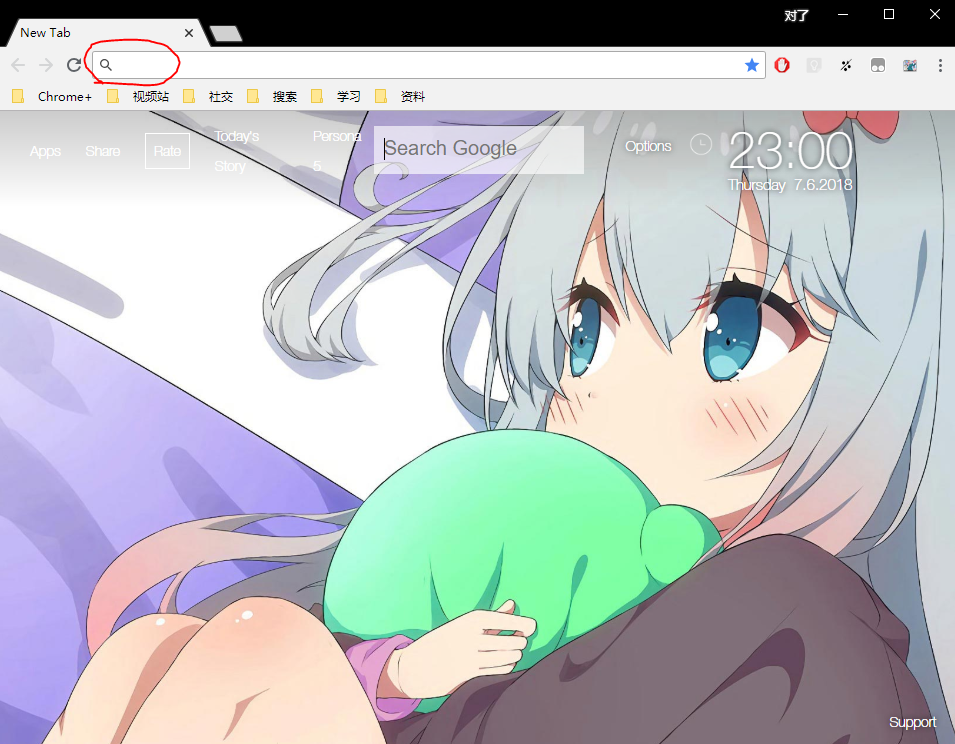 对了
New Tab
Chrome+ 视频站 社交 搜索 学习 资料
Apps Share Rate Today's Story Persona 5 Search Google Options 23:00
Thursday 7.6.2018
Support